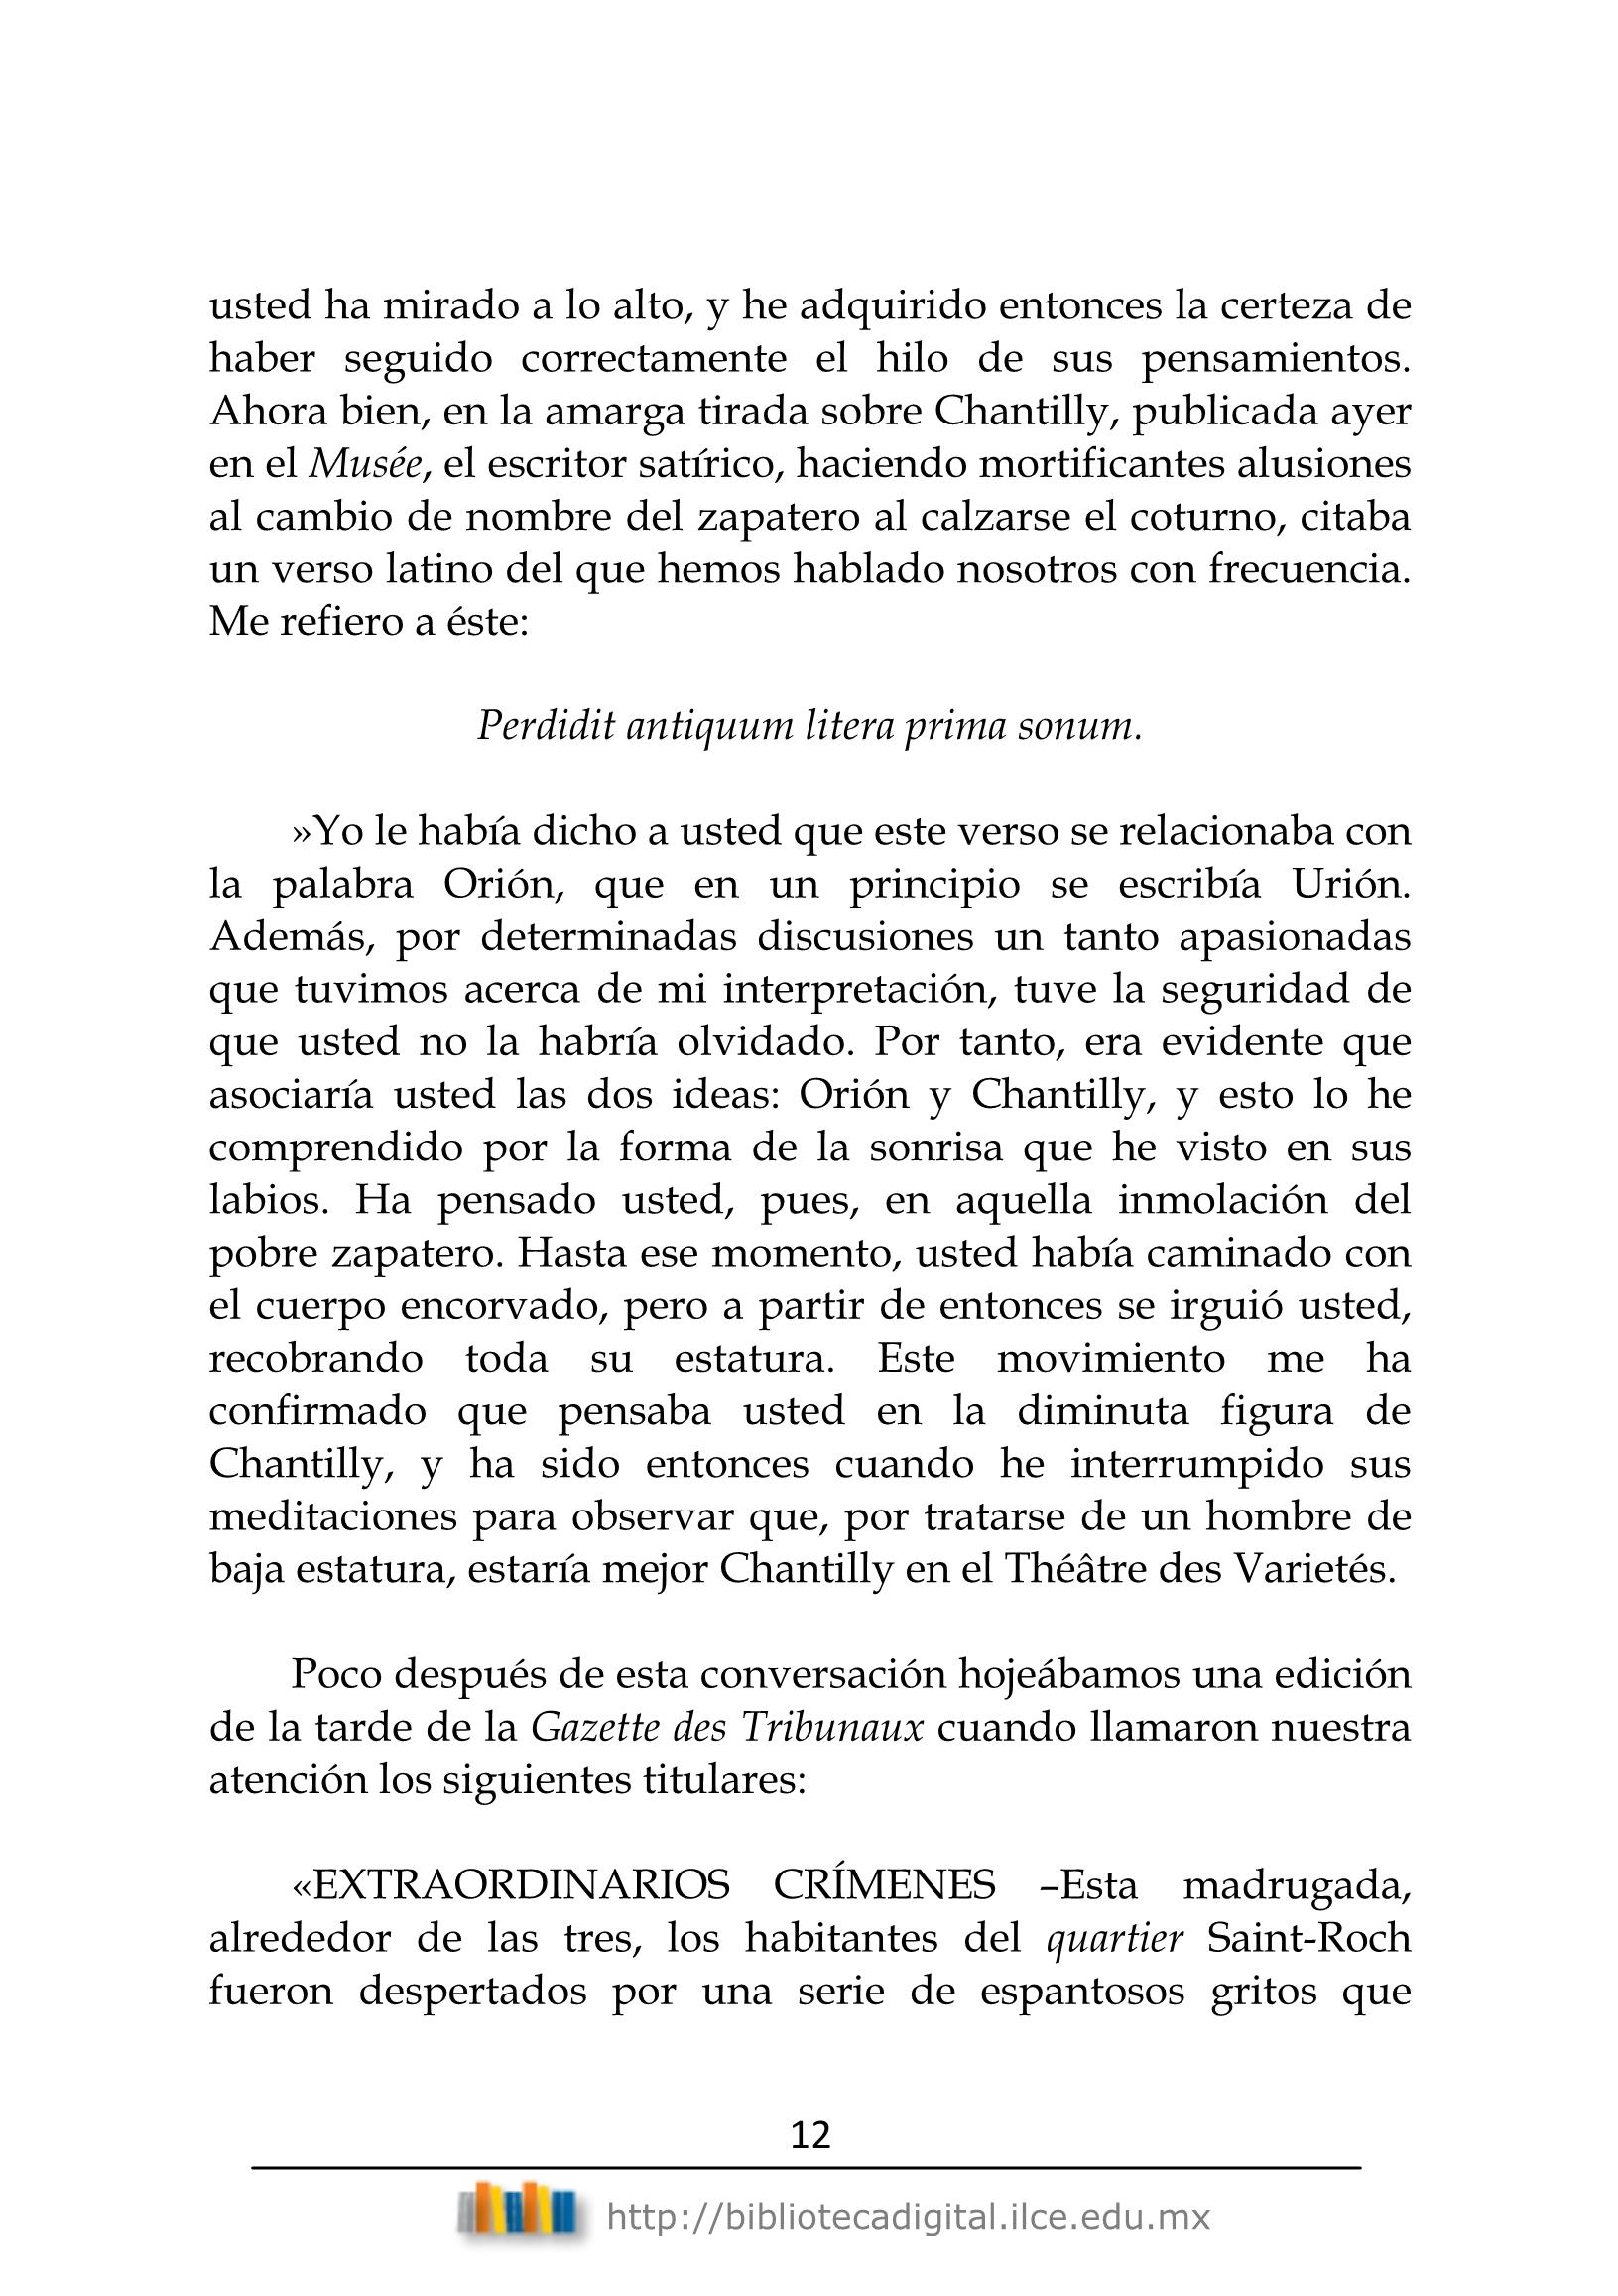 usted ha mirado a lo alto, y he adquirido entonces la certeza de
haber seguido correctamente el hilo de sus pensamientos.
Ahora bien, en la amarga tirada sobre Chantilly, publicada ayer
en el Musée, el escritor satírico, haciendo mortificantes alusiones
al cambio de nombre del zapatero al calzarse el coturno, citaba
un verso latino del que hemos hablado nosotros con frecuencia.
Me refiero a éste:
Perdidit antiquum litera prima sonum.
»Yo le había dicho a usted que este verso se relacionaba con
la palabra Orión, que en un principio se escribía Urión.
Además, por determinadas discusiones un tanto apasionadas
que tuvimos acerca de mi interpretación, tuve la seguridad de
que usted no la habría olvidado. Por tanto, era evidente que
asociaría usted las dos ideas: Orión y Chantilly, y esto lo he
comprendido por la forma de la sonrisa que he visto en sus
labios. Ha pensado usted, pues, en aquella inmolación del
pobre zapatero. Hasta ese momento, usted había caminado con
el cuerpo encorvado, pero a partir de entonces se irguió usted,
recobrando toda su estatura. Este movimiento me ha
confirmado que pensaba usted en la diminuta figura de
Chantilly, y ha sido entonces cuando he interrumpido sus
meditaciones para observar que, por tratarse de un hombre de
baja estatura, estaría mejor Chantilly en el Théâtre des Varietés.
Poco después de esta conversación hojeábamos una edición
de la tarde de la Gazette des Tribunaux cuando llamaron nuestra
atención los siguientes titulares:
«EXTRAORDINARIOS CRÍMENES –Esta madrugada,
alrededor de las tres, los habitantes del quartier Saint-Roch
fueron despertados por una serie de espantosos gritos que
12
http://bibliotecadigital.ilce.edu.mx